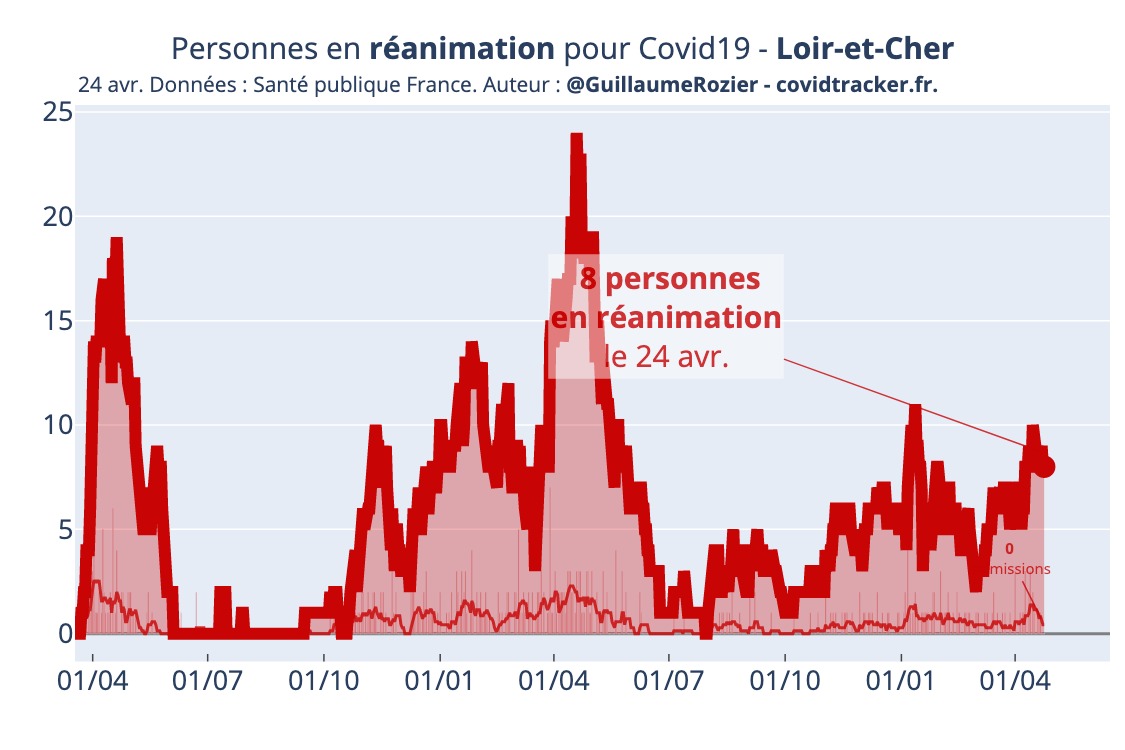 Personnes en réanimation pour Covid19 - Loir-et-Cher
24 avr. Données : Santé publique France. Auteur : @GuillaumeRozier - covidtracker.fr.
25
20
15
10
5
0
8 personnes
en réanimation
le 24 avr.
0
missions
01/04 01/07 01/10 01/01 01/04 01/07 01/10 01/01 01/04